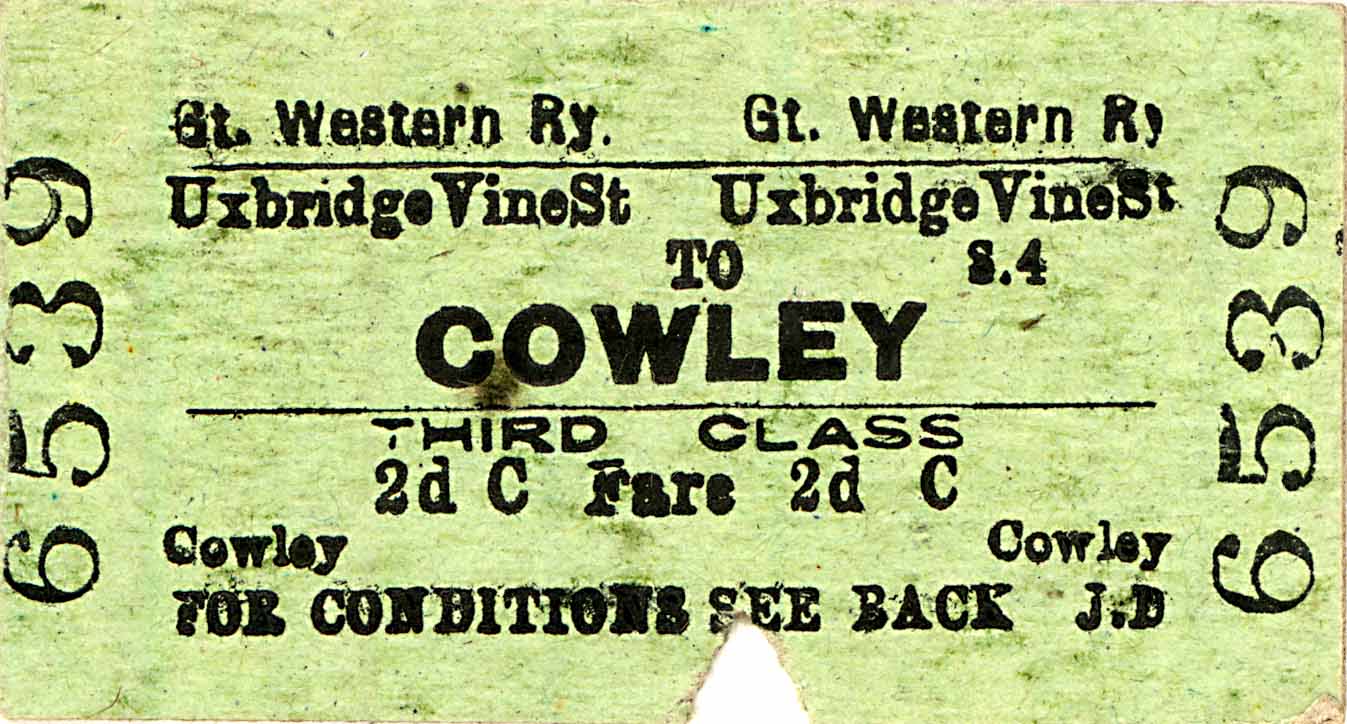 Gt. Western Ry. Gt. Western Ry
UxbridgeVineSt UxbridgeVineSt
TO S.4
COWLEY
THIRD CLASS
2d C Fare 2d C
Cowley Cowley
FOR CONDITIONS SEE BACK J.D
6539
6539